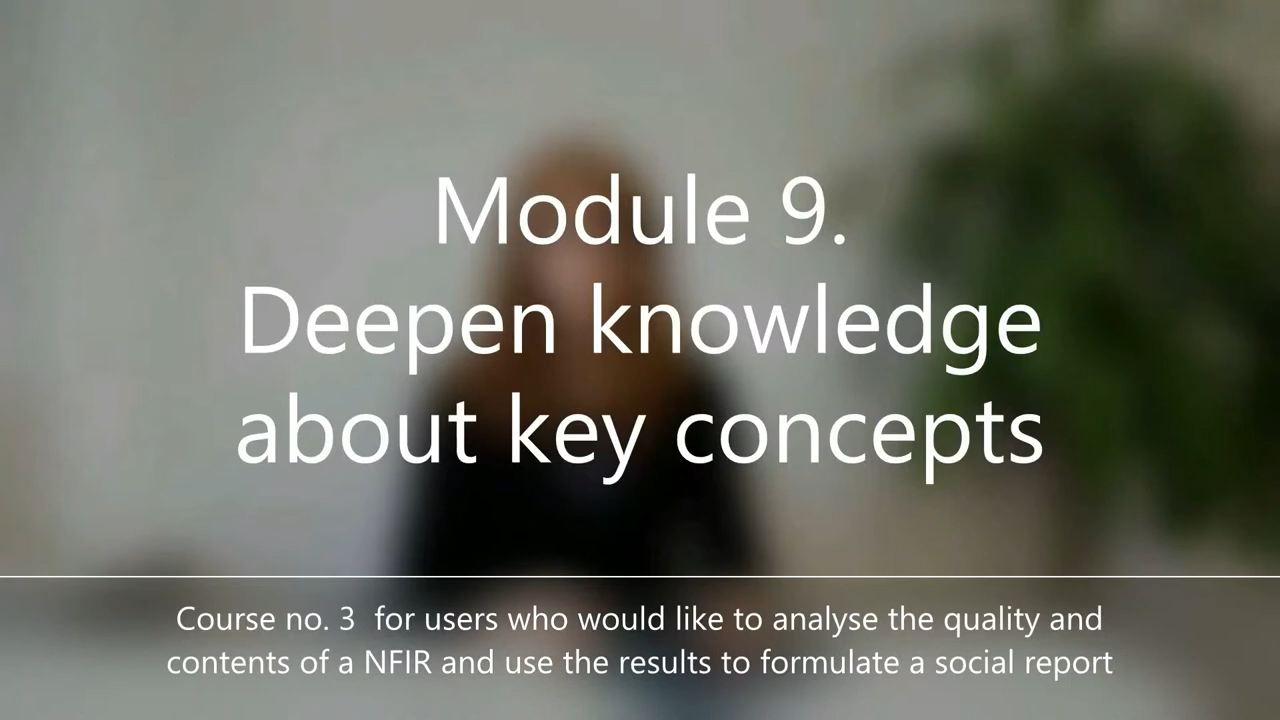 Module 9.
Deepen knowledge
about key concepts
Course no. 3  for users who would like to analyse the quality and
contents of a NFIR and use the results to formulate a social report